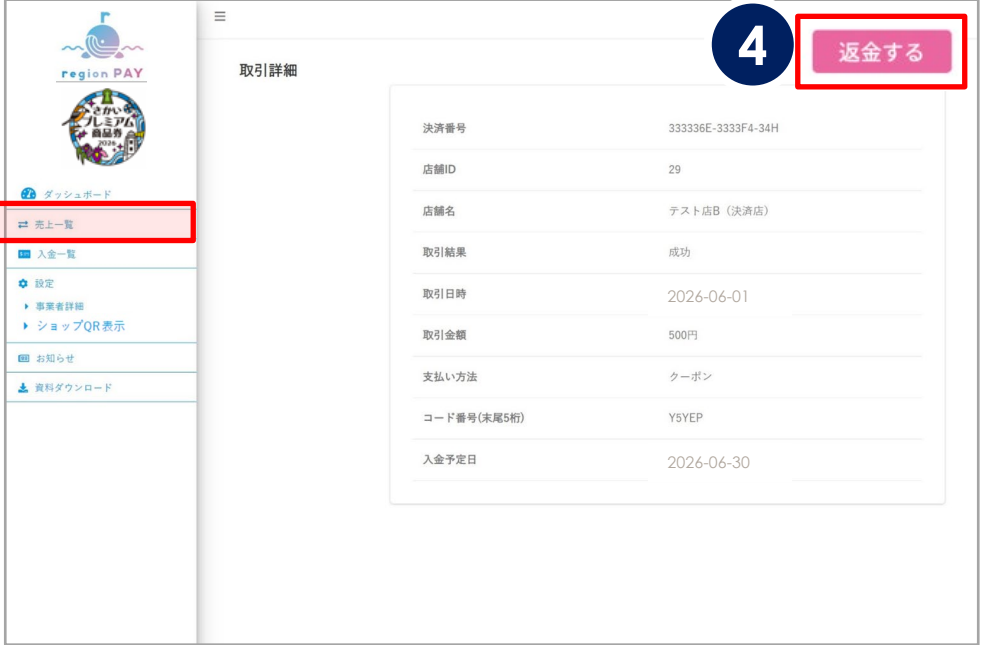 region PAY
さかい
プレミアム
商品券
2026
ダッシュボード
売上一覧
入金一覧
設定
事業者詳細
ショップQR表示
お知らせ
資料ダウンロード
4
返金する
取引詳細
決済番号 333336E-3333F4-34H
店舗ID 29
店舗名 テスト店B（決済店）
取引結果 成功
取引日時 2026-06-01
取引金額 500円
支払い方法 クーポン
コード番号(末尾5桁) Y5YEP
入金予定日 2026-06-30